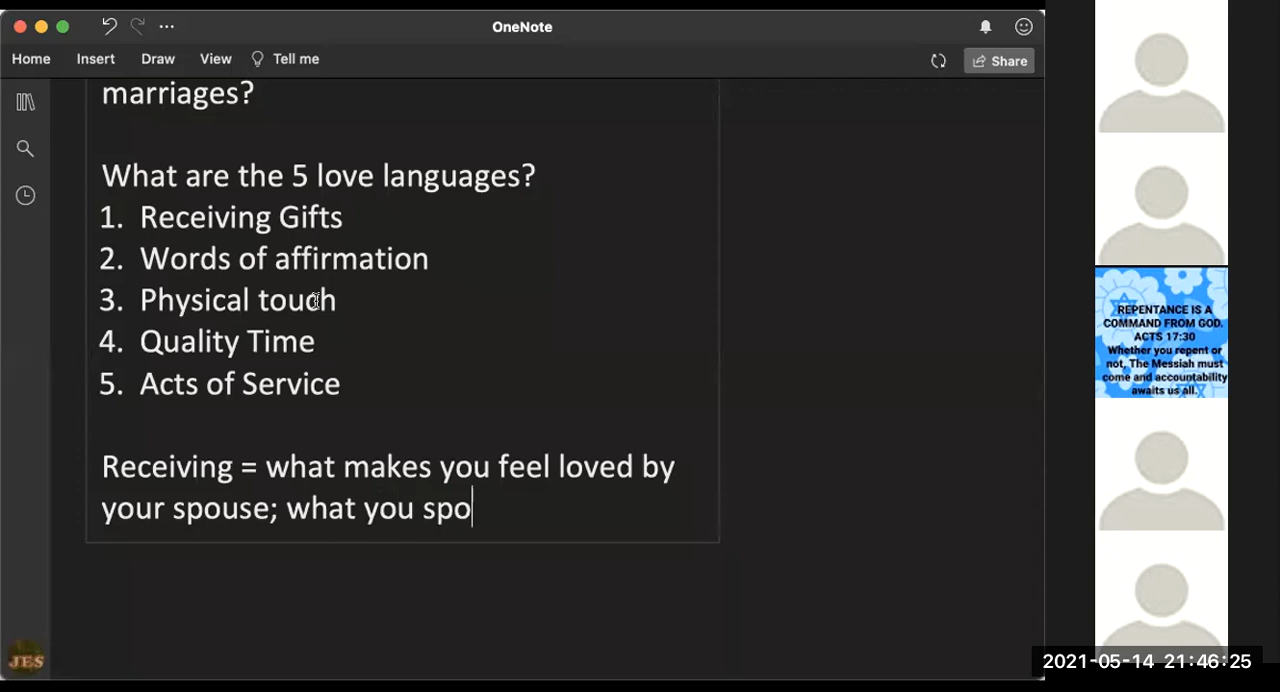 OneNote
Home Insert Draw View Tell me
Share
marriages?
What are the 5 love languages?
1. Receiving Gifts
2. Words of affirmation
3. Physical touch
4. Quality Time
5. Acts of Service
Receiving = what makes you feel loved by
your spouse; what you spo
JES
REPENTANCE IS A
COMMAND FROM GOD.
ACTS 17:30
Whether you repent or
not, The Messiah must
come and accountability
awaits us all.
2021-05-14 21:46:25